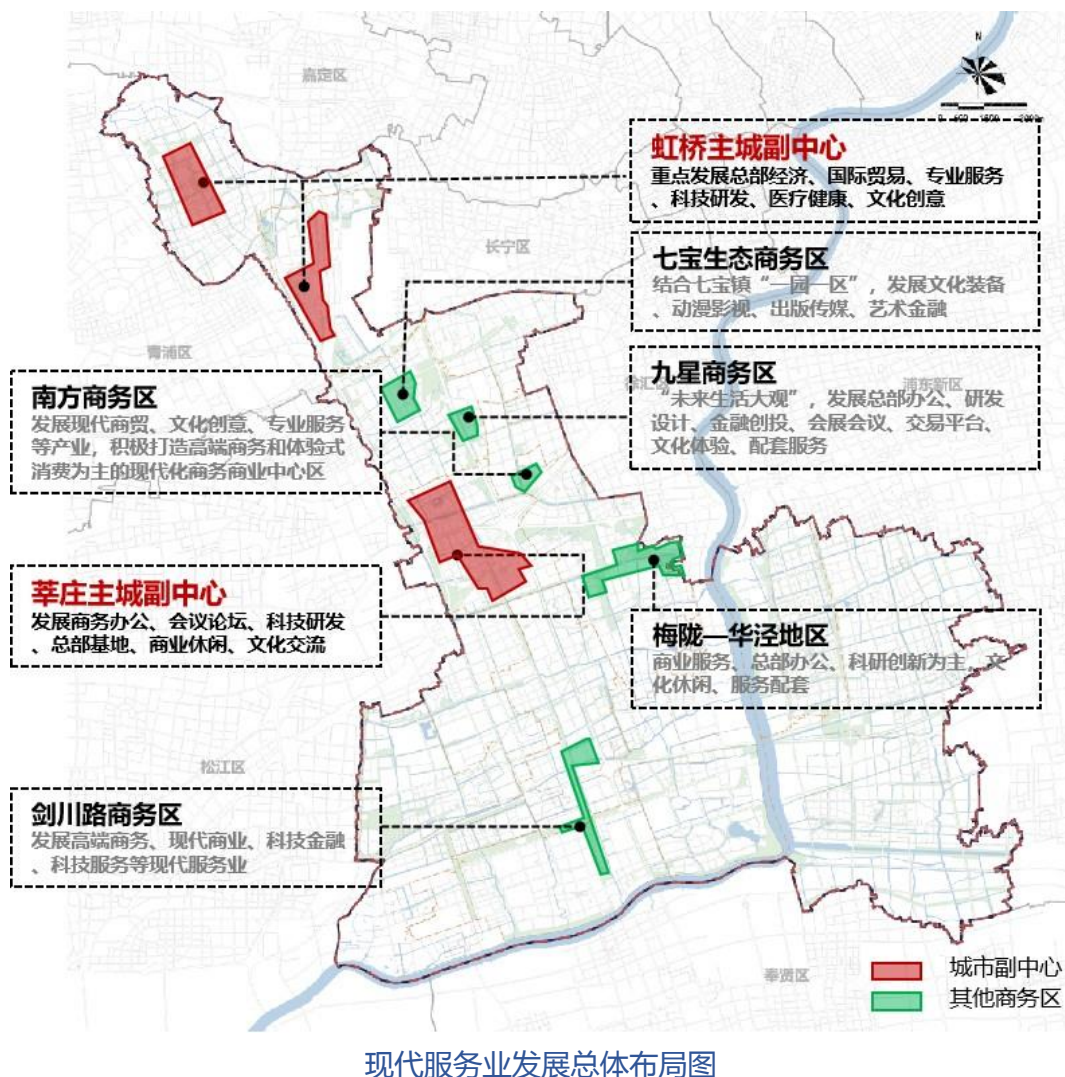 嘉定区
N
虹桥主城副中心
重点发展总部经济、国际贸易、专业服务
、科技研发、医疗健康、文化创意
长宁区
七宝生态商务区
结合七宝镇“一园一区”，发展文化装备
、动漫影视、出版传媒、艺术金融
青浦区
九星商务区
浦东新区
“未来生活大观”，发展总部办公、研发
设计、金融创投、会展会议、交易平台、
文化体验、配套服务
南方商务区
发展现代商贸、文化创意、专业服务
等产业，积极打造高端商务和体验式
消费为主的现代化商务商业中心区
莘庄主城副中心
发展商务办公、会议论坛、科技研发
、总部基地、商业休闲、文化交流
梅陇—华泾地区
商业服务、总部办公、科研创新为主，文
化休闲、服务配套
松江区
剑川路商务区
发展高端商务、现代商业、科技金融
、科技服务等现代服务业
奉贤区
城市副中心
其他商务区
现代服务业发展总体布局图